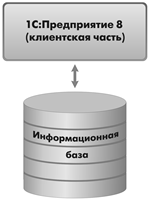 1С:Предприятие 8
(клиентская часть)
Информационная
база